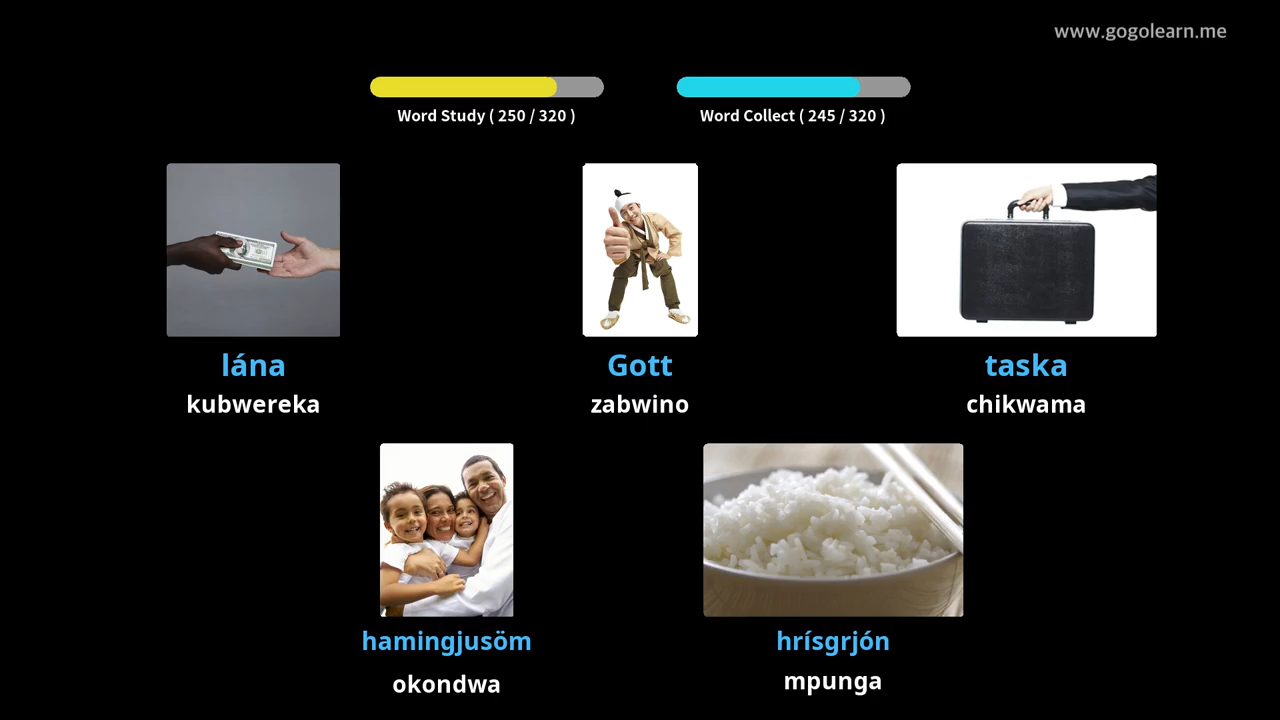 www.gogolearn.me
Word Study ( 250 / 320 )
Word Collect ( 245 / 320 )
lána
kubwereka
Gott
zabwino
taska
chikwama
hamingjusöm
okondwa
hrísgrjón
mpunga